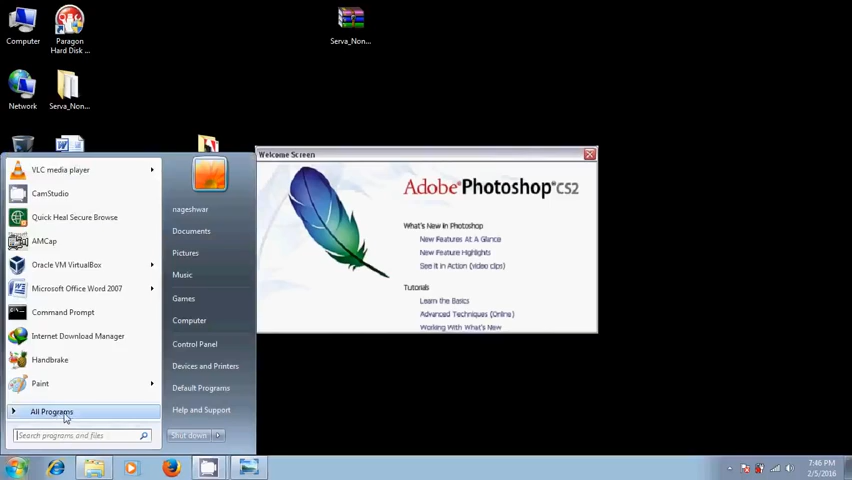 Computer
Paragon
Hard Disk ...
Serva_Non...
Network
Serva_Non...
VLC media player
CamStudio
Quick Heal Secure Browse
AMCap
Oracle VM VirtualBox
Microsoft Office Word 2007
Command Prompt
Internet Download Manager
Handbrake
Paint
All Programs
Search programs and files
nageshwar
Documents
Pictures
Music
Games
Computer
Control Panel
Devices and Printers
Default Programs
Help and Support
Shut down
Welcome Screen
Adobe Photoshop CS2
What's New in Photoshop
New Features At A Glance
New Feature Highlights
See It in Action (video clips)
Tutorials
Learn the Basics
Advanced Techniques (Online)
Working With What's New
7:46 PM
2/5/2016